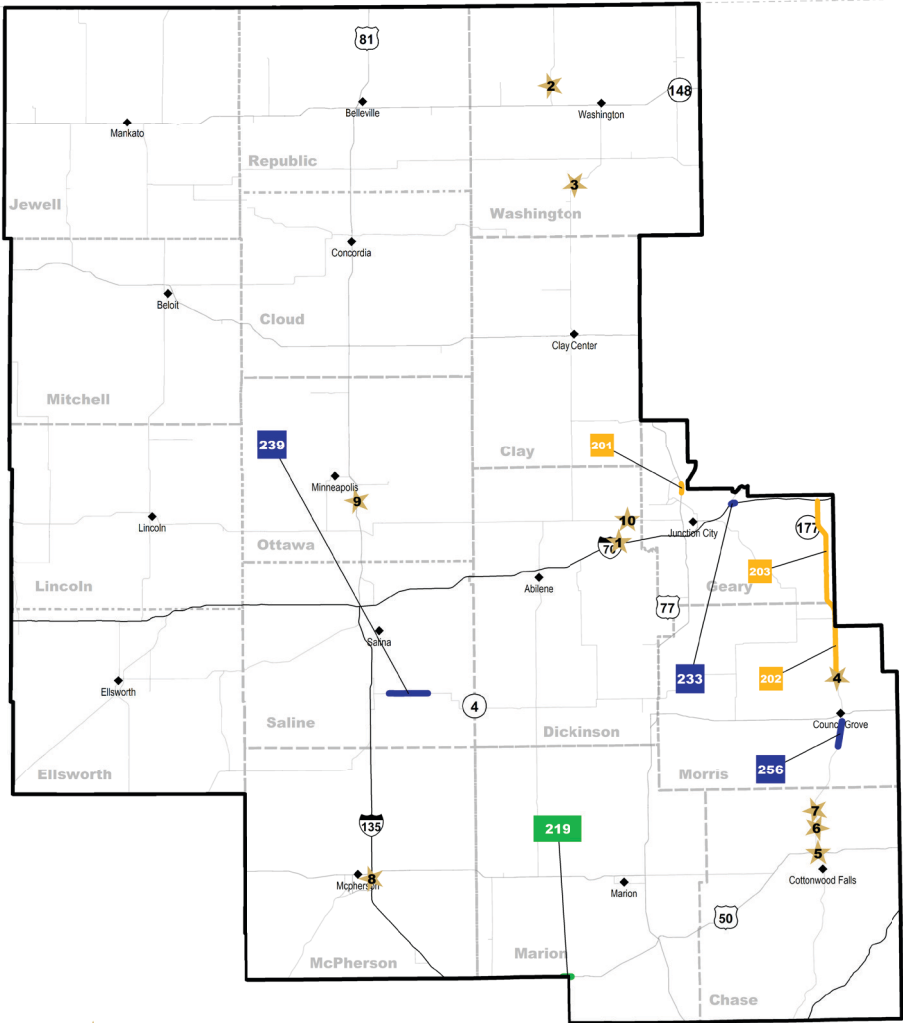 81
2
148
Belleville
Washington
Mankato
Republic
3
Jewell
Washington
Concordia
Beloit
Cloud
Clay Center
Mitchell
239
201
Clay
Minneapolis
9
10
Lincoln
Junction City
177
Ottawa
70
1
203
Lincoln
Abilene
Geary
77
Salina
233
202
4
Ellsworth
4
Council Grove
Saline
Dickinson
256
Ellsworth
Morris
7
135
219
6
5
Mcpherson
8
Cottonwood Falls
Marion
50
Marion
McPherson
Chase